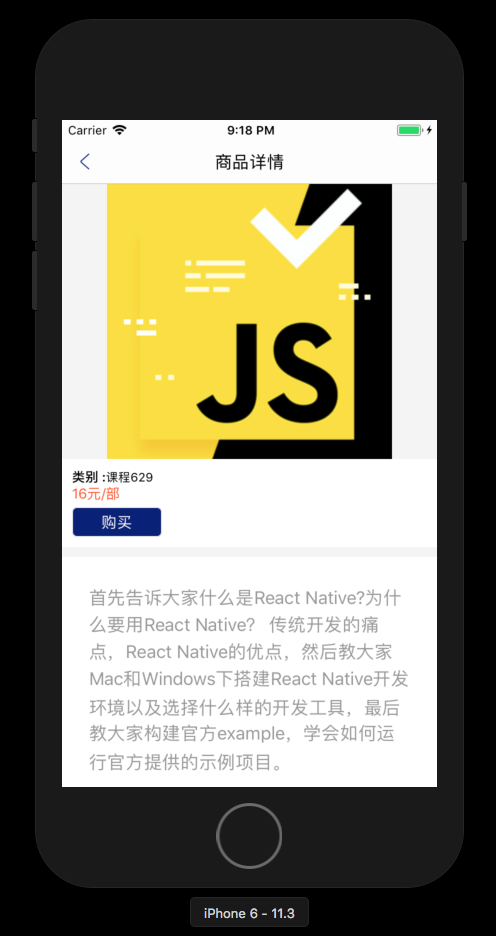 Carrier 9:18 PM
商品详情
JS
类别 :课程629
16元/部
购买
首先告诉大家什么是React Native?为什
么要用React Native? 传统开发的痛
点，React Native的优点，然后教大家
Mac和Windows下搭建React Native开发
环境以及选择什么样的开发工具，最后
教大家构建官方example，学会如何运
行官方提供的示例项目。
iPhone 6 - 11.3